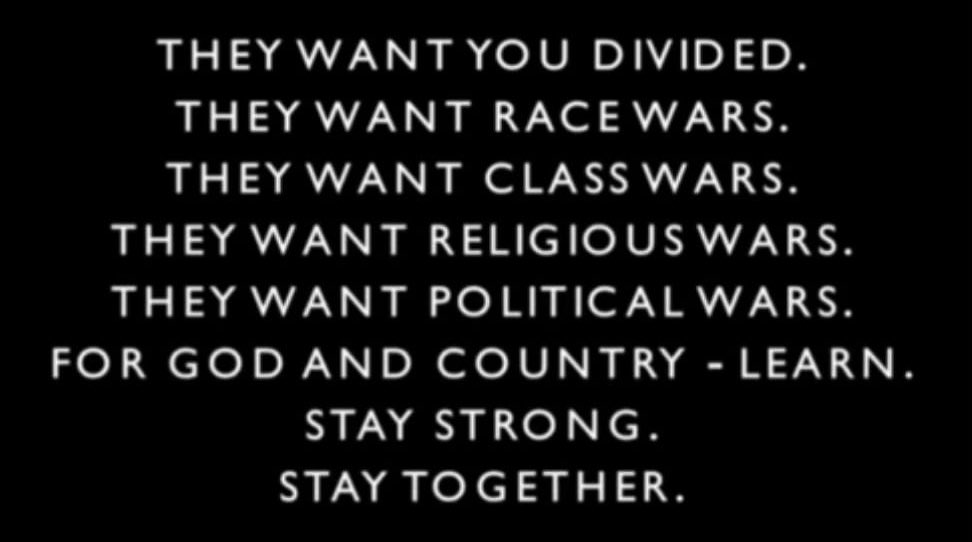 THEY WANT YOU DIVIDED.
THEY WANT RACE WARS.
THEY WANT CLASS WARS.
THEY WANT RELIGIOUS WARS.
THEY WANT POLITICAL WARS.
FOR GOD AND COUNTRY - LEARN.
STAY STRONG.
STAY TOGETHER.